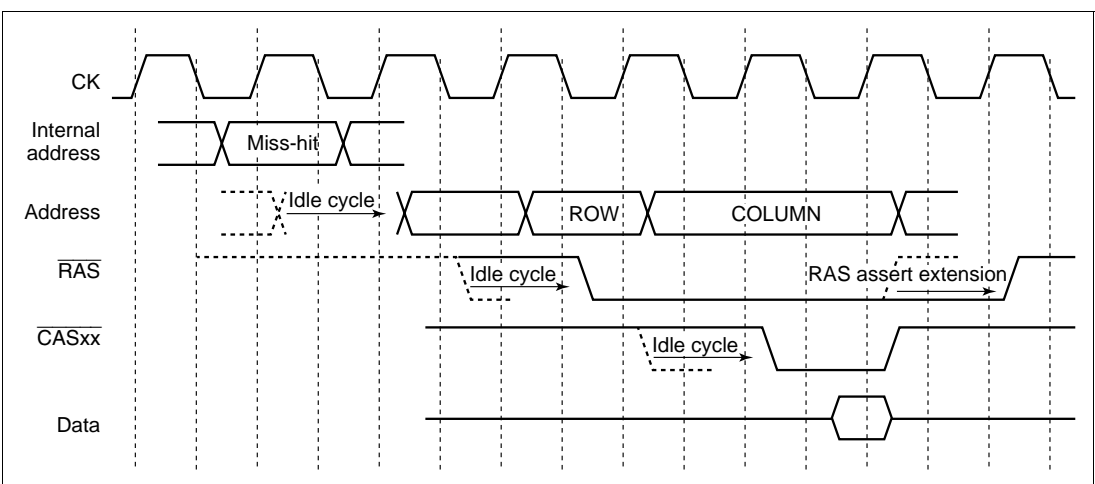 CK
Internal
address
Miss-hit
Address
Idle cycle
ROW
COLUMN
RAS
Idle cycle
RAS assert extension
CASxx
Idle cycle
Data